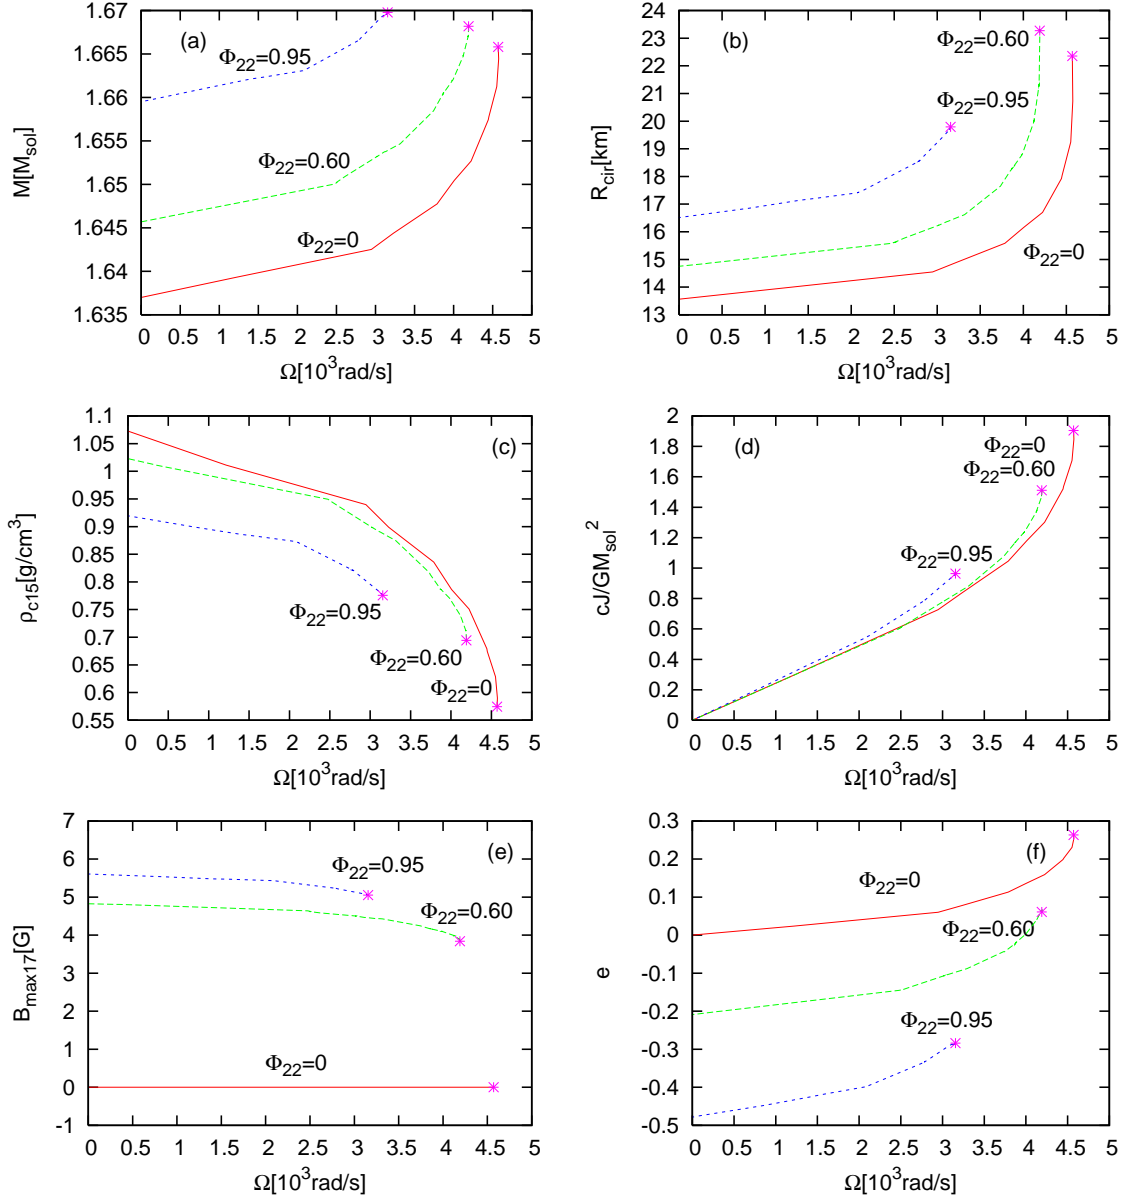 (a)
Φ22=0.95
Φ22=0.60
Φ22=0
M[Msol]
1.67
1.665
1.66
1.655
1.65
1.645
1.64
1.635
0 0.5 1 1.5 2 2.5 3 3.5 4 4.5 5
Ω[10^3rad/s]
(b)
Φ22=0.60
Φ22=0.95
Φ22=0
Rcir[km]
24
23
22
21
20
19
18
17
16
15
14
13
0 0.5 1 1.5 2 2.5 3 3.5 4 4.5 5
Ω[10^3rad/s]
(c)
Φ22=0.95
Φ22=0.60
Φ22=0
ρc15[g/cm^3]
1.1
1.05
1
0.95
0.9
0.85
0.8
0.75
0.7
0.65
0.6
0.55
0 0.5 1 1.5 2 2.5 3 3.5 4 4.5 5
Ω[10^3rad/s]
(d)
Φ22=0
Φ22=0.60
Φ22=0.95
cJ/GMsol^2
2
1.8
1.6
1.4
1.2
1
0.8
0.6
0.4
0.2
0
0 0.5 1 1.5 2 2.5 3 3.5 4 4.5 5
Ω[10^3rad/s]
(e)
Φ22=0.95
Φ22=0.60
Φ22=0
Bmax17[G]
7
6
5
4
3
2
1
0
-1
0 0.5 1 1.5 2 2.5 3 3.5 4 4.5 5
Ω[10^3rad/s]
(f)
Φ22=0
Φ22=0.60
Φ22=0.95
e
0.3
0.2
0.1
0
-0.1
-0.2
-0.3
-0.4
-0.5
0 0.5 1 1.5 2 2.5 3 3.5 4 4.5 5
Ω[10^3rad/s]